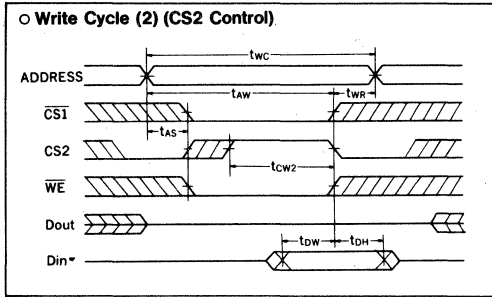 ○ Write Cycle (2) (CS2 Control)
tWC
ADDRESS
tAW
tWR
CS1
tAS
CS2
tCW2
WE
Dout
tDW
tDH
Din